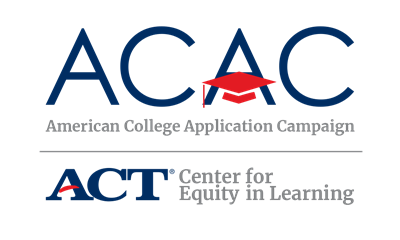 ACAC
American College Application Campaign
ACT® Center for
Equity in Learning